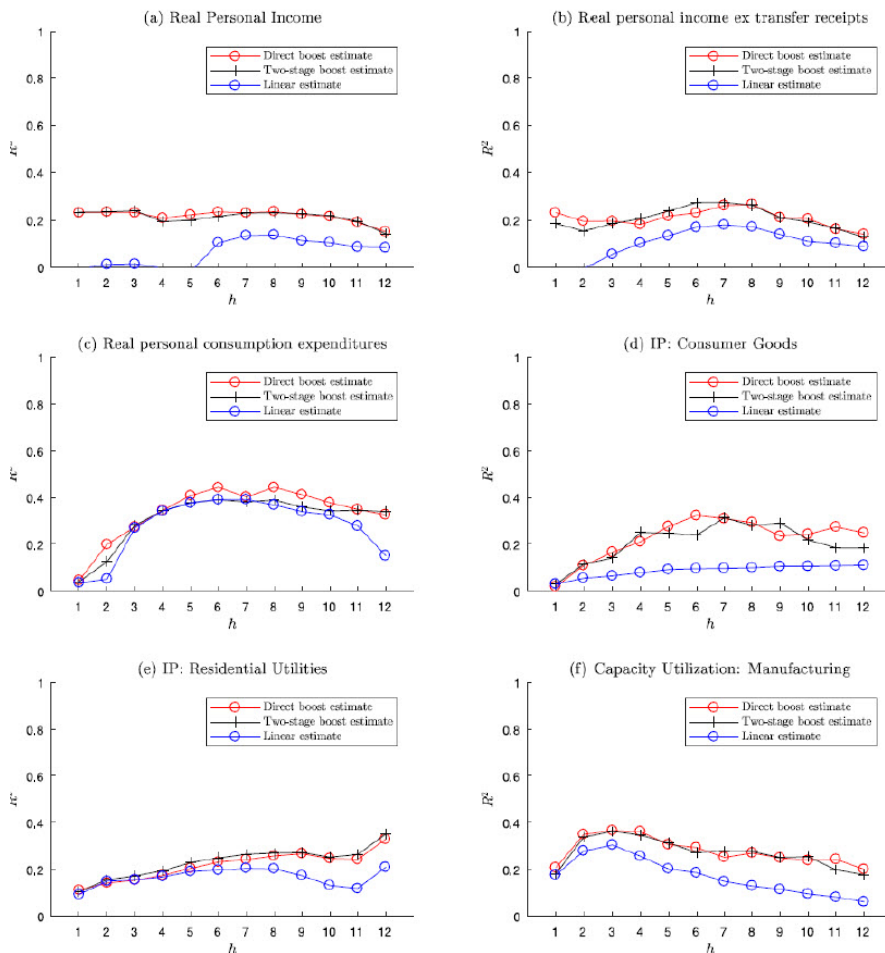 (a) Real Personal Income
1
0.8
0.6
0.4
0.2
0
Direct boost estimate
Two-stage boost estimate
Linear estimate
1 2 3 4 5 6 7 8 9 10 11 12
h
(b) Real personal income ex transfer receipts
1
0.8
0.6
0.4
0.2
0
R²
Direct boost estimate
Two-stage boost estimate
Linear estimate
1 2 3 4 5 6 7 8 9 10 11 12
h
(c) Real personal consumption expenditures
1
0.8
0.6
0.4
0.2
0
Direct boost estimate
Two-stage boost estimate
Linear estimate
1 2 3 4 5 6 7 8 9 10 11 12
h
(d) IP: Consumer Goods
1
0.8
0.6
0.4
0.2
0
R²
Direct boost estimate
Two-stage boost estimate
Linear estimate
1 2 3 4 5 6 7 8 9 10 11 12
h
(e) IP: Residential Utilities
1
0.8
0.6
0.4
0.2
0
Direct boost estimate
Two-stage boost estimate
Linear estimate
1 2 3 4 5 6 7 8 9 10 11 12
h
(f) Capacity Utilization: Manufacturing
1
0.8
0.6
0.4
0.2
0
R²
Direct boost estimate
Two-stage boost estimate
Linear estimate
1 2 3 4 5 6 7 8 9 10 11 12
h